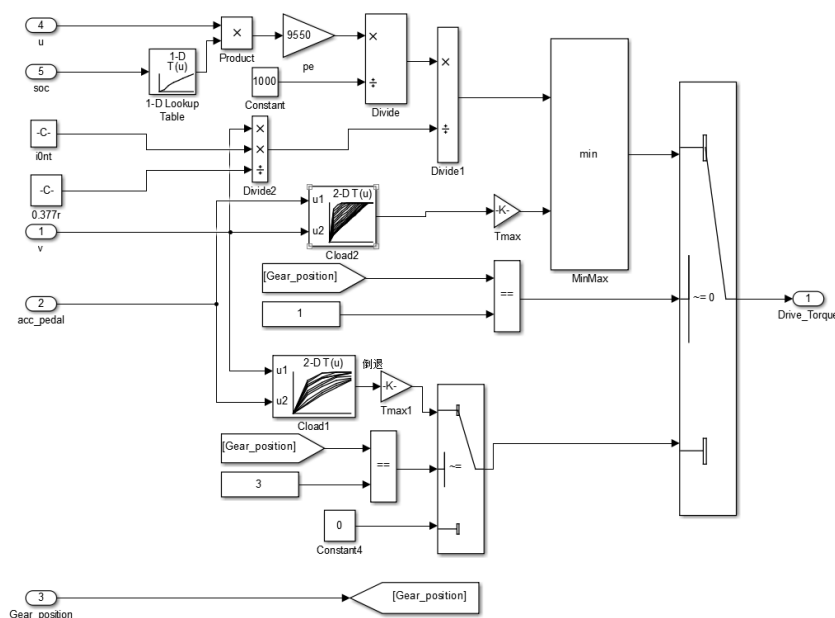 4
u
5
soc
1-D
T(u)
1-D Lookup
Table
×
Product
9550
pe
1000
Constant
×
÷
Divide
×
÷
Divide1
-C-
i0nt
-C-
0.377r
×
×
÷
Divide2
1
v
2
acc_pedal
u1
u2
2-D T(u)
Cload2
-K-
Tmax
min
MinMax
[Gear_position]
1
==
~= 0
1
Drive_Torque
u1
u2
2-D T(u)
Cload1
倒退
-K-
Tmax1
[Gear_position]
3
==
~=
0
Constant4
3
Gear_position
[Gear_position]